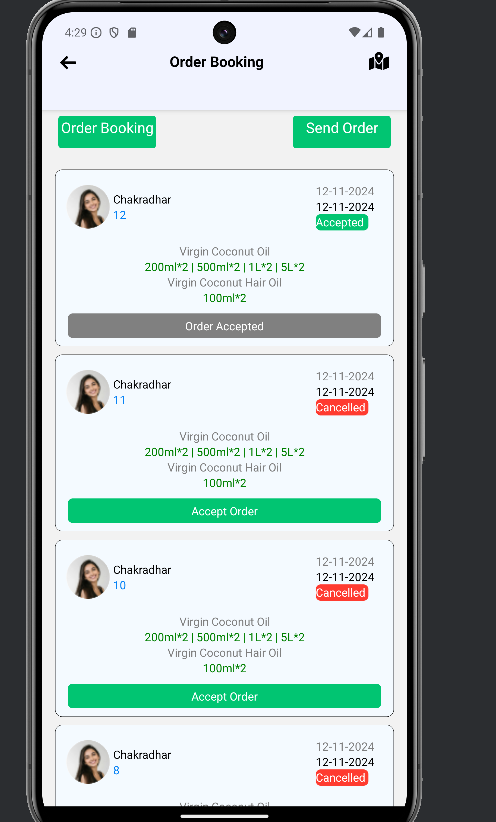 4:29
Order Booking
Order Booking
Send Order
Chakradhar
12
12-11-2024
12-11-2024
Accepted
Virgin Coconut Oil
200ml*2 | 500ml*2 | 1L*2 | 5L*2
Virgin Coconut Hair Oil
100ml*2
Order Accepted
Chakradhar
11
12-11-2024
12-11-2024
Cancelled
Virgin Coconut Oil
200ml*2 | 500ml*2 | 1L*2 | 5L*2
Virgin Coconut Hair Oil
100ml*2
Accept Order
Chakradhar
10
12-11-2024
12-11-2024
Cancelled
Virgin Coconut Oil
200ml*2 | 500ml*2 | 1L*2 | 5L*2
Virgin Coconut Hair Oil
100ml*2
Accept Order
Chakradhar
8
12-11-2024
12-11-2024
Cancelled
Virgin Coconut Oil